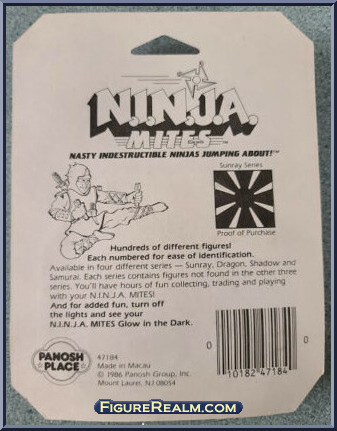 N.I.N.J.A.
MITES™
NASTY INDESTRUCTIBLE NINJAS JUMPING ABOUT!™
Sunray Series
Proof of Purchase
Hundreds of different figures!
Each numbered for ease of identification.
Available in four different series — Sunray, Dragon, Shadow and
Samurai. Each series contains figures not found in the other three
series. You'll have hours of fun collecting, trading and playing
with your N.I.N.J.A. MITES!
And for added fun, turn off
the lights and see your
N.I.N.J.A. MITES Glow in the Dark.
PANOSH
PLACE
47184
Made in Macau
© 1986 Panosh Group, Inc.
Mount Laurel, NJ 08054
0 10182 47184 0
FIGUREREALM.COM